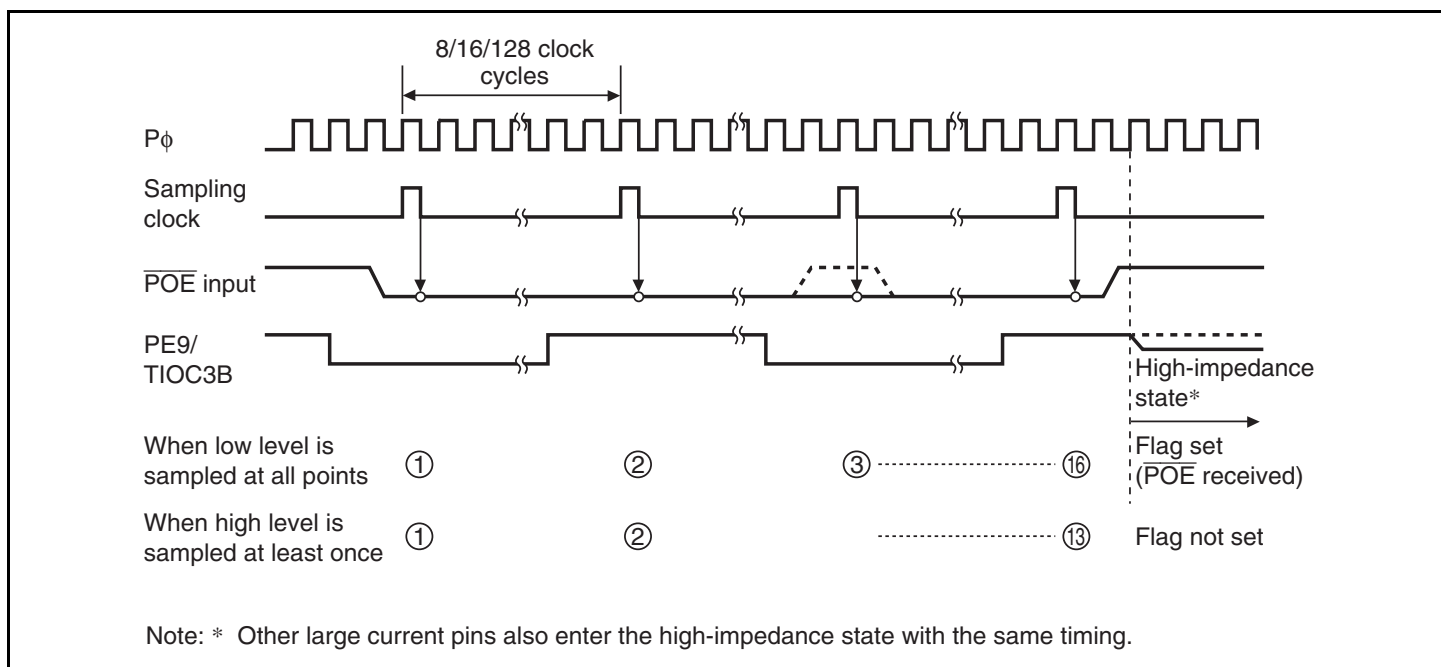 8/16/128 clock
cycles
Pϕ
Sampling
clock
P̅O̅E̅ input
PE9/
TIOC3B
High-impedance
state*
When low level is
sampled at all points
① ② ③ ⑯
Flag set
(P̅O̅E̅ received)
When high level is
sampled at least once
① ② ⑬ Flag not set
Note: * Other large current pins also enter the high-impedance state with the same timing.